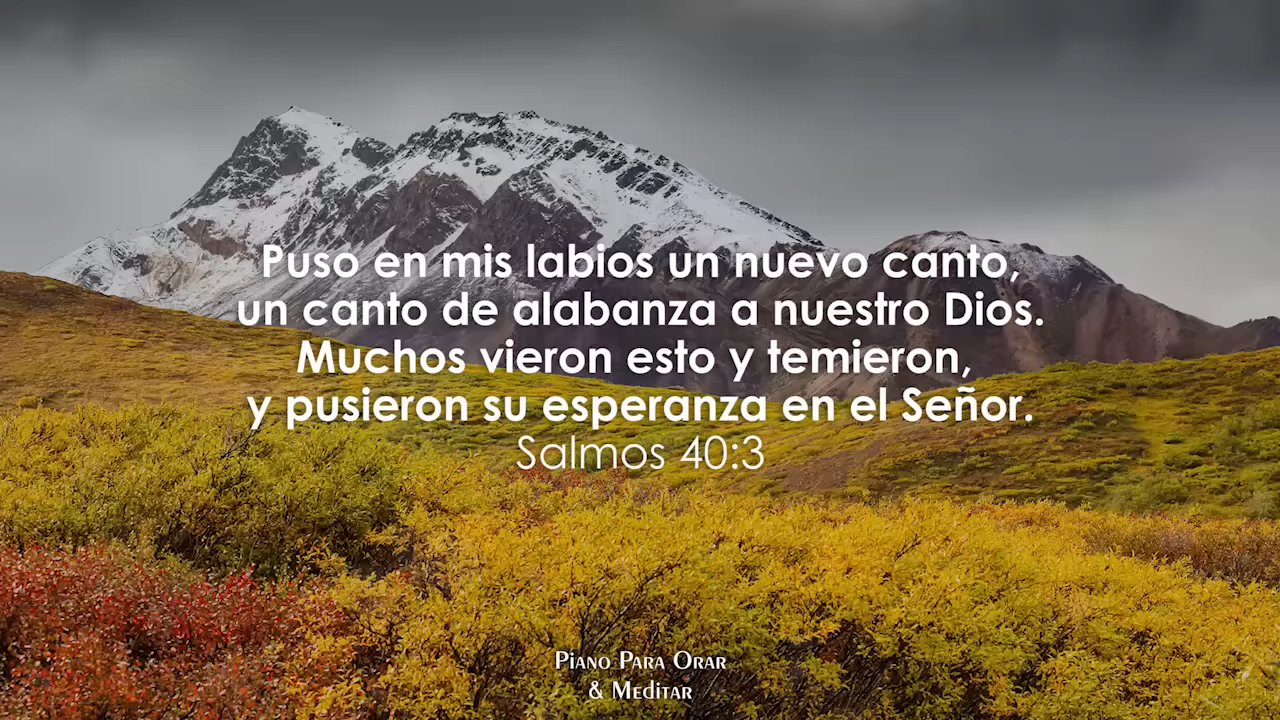 Puso en mis labios un nuevo canto,
un canto de alabanza a nuestro Dios.
Muchos vieron esto y temieron,
y pusieron su esperanza en el Señor.
Salmos 40:3
Piano Para Orar
& Meditar